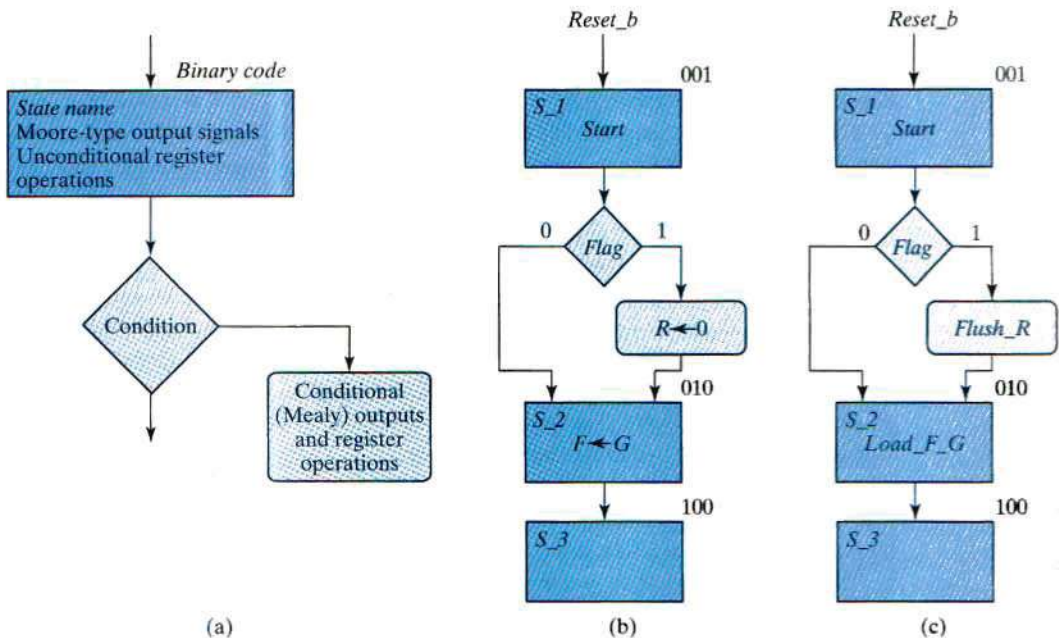 Binary code
State name
Moore-type output signals
Unconditional register
operations
Condition
Conditional
(Mealy) outputs
and register
operations
(a)
Reset_b
001
S_1
Start
0
1
Flag
R←0
010
S_2
F←G
100
S_3
(b)
Reset_b
001
S_1
Start
0
1
Flag
Flush_R
010
S_2
Load_F_G
100
S_3
(c)